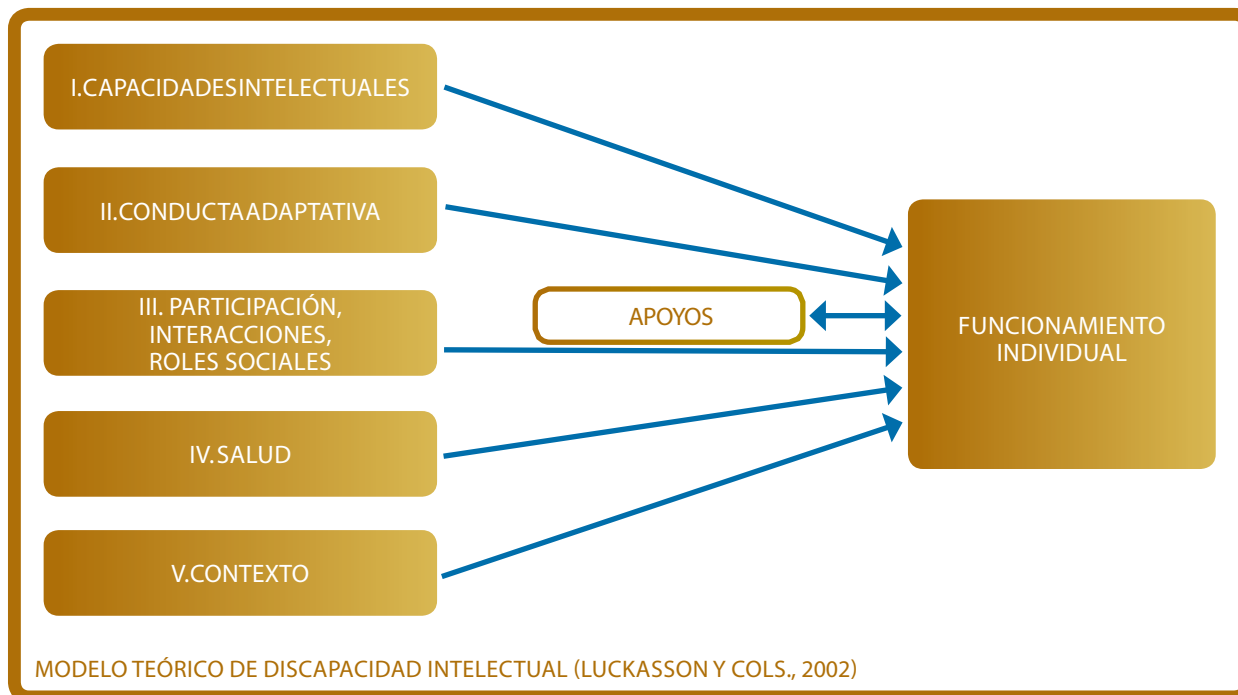 I.CAPACIDADESINTELECTUALES
II.CONDUCTAADAPTATIVA
III. PARTICIPACIÓN,
INTERACCIONES,
ROLES SOCIALES
IV.SALUD
V.CONTEXTO
APOYOS
FUNCIONAMIENTO
INDIVIDUAL
MODELO TEÓRICO DE DISCAPACIDAD INTELECTUAL (LUCKASSON Y COLS., 2002)